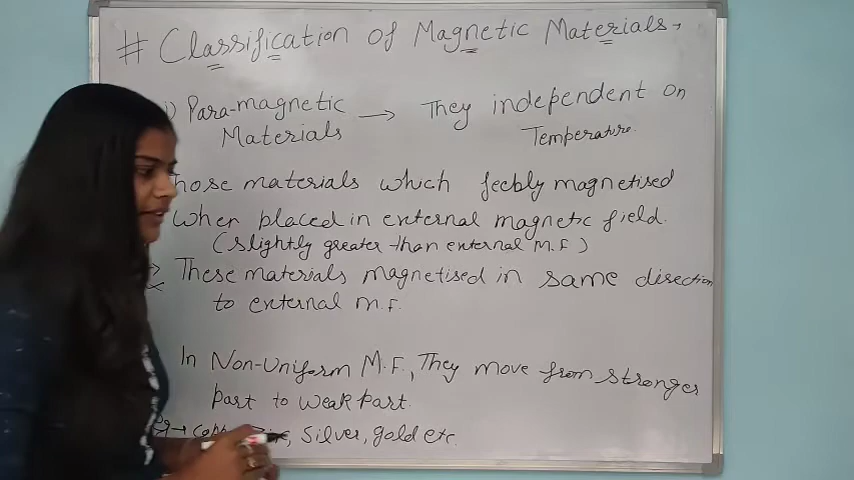 # Classification of Magnetic Materials
i) Para-magnetic → They independent on
Materials Temperature.
those materials which feebly magnetised
when placed in external magnetic field.
(slightly greater than external M.F)
These materials magnetised in same direction
to external M.F.
In Non-Uniform M.F., They move from stronger
part to weak part.
silver, gold etc.